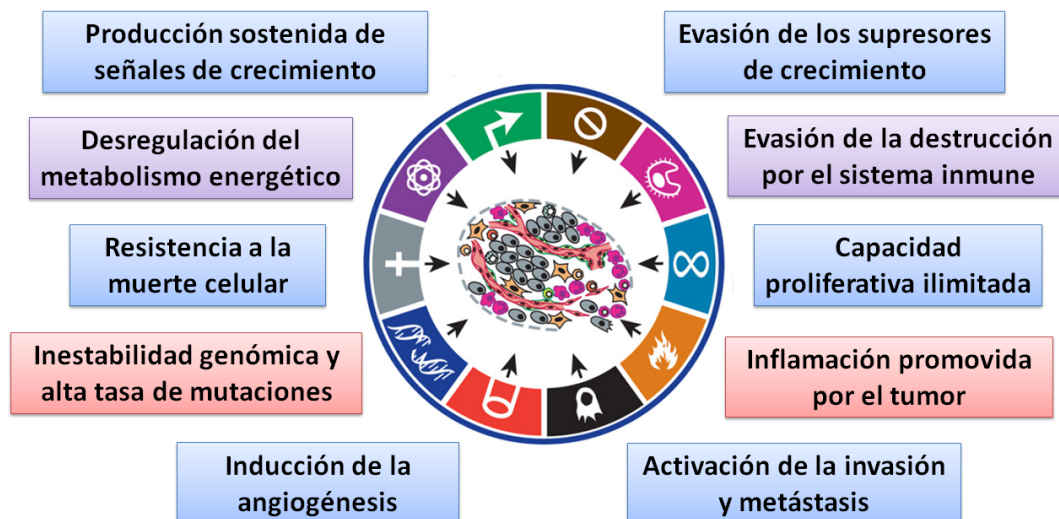 Producción sostenida de
señales de crecimiento
Evasión de los supresores
de crecimiento
Desregulación del
metabolismo energético
Evasión de la destrucción
por el sistema inmune
Resistencia a la
muerte celular
Capacidad
proliferativa ilimitada
Inestabilidad genómica y
alta tasa de mutaciones
Inflamación promovida
por el tumor
Inducción de la
angiogénesis
Activación de la invasión
y metástasis